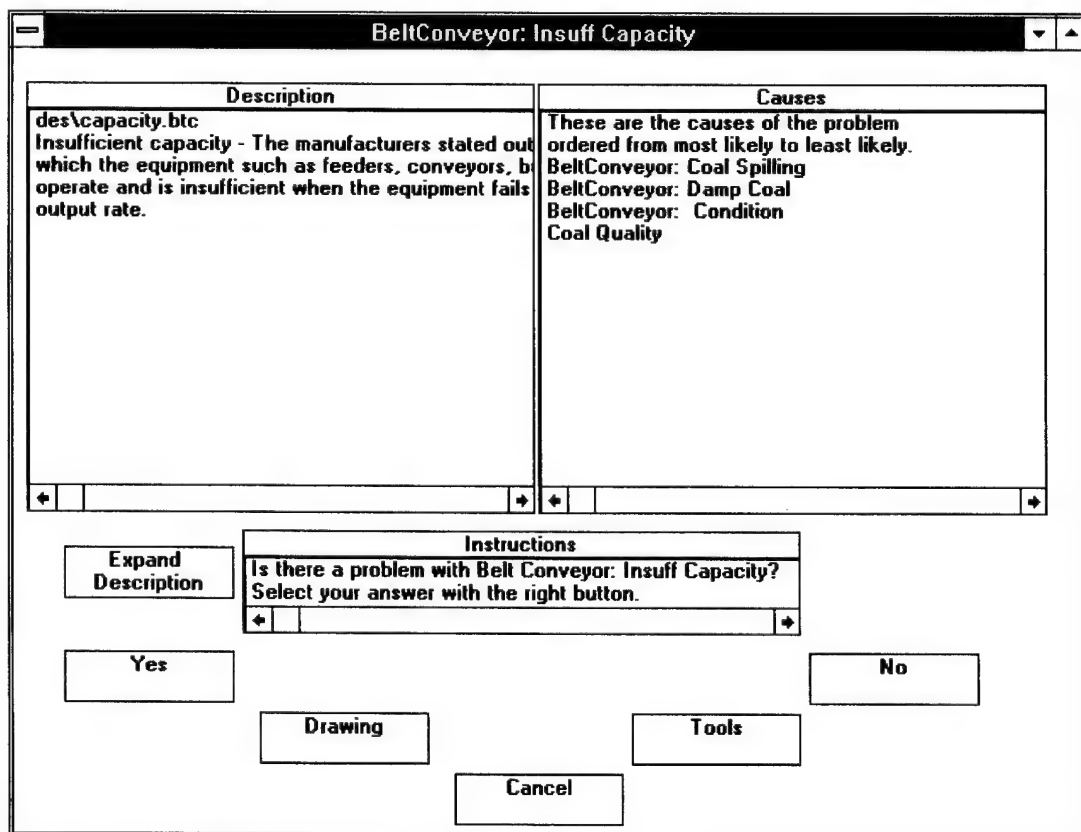 BeltConveyor: Insuff Capacity
Description
des\capacity.btc
Insufficient capacity - The manufacturers stated out
which the equipment such as feeders, conveyors, b
operate and is insufficient when the equipment fails
output rate.
Causes
These are the causes of the problem
ordered from most likely to least likely.
BeltConveyor: Coal Spilling
BeltConveyor: Damp Coal
BeltConveyor: Condition
Coal Quality
Expand
Description
Instructions
Is there a problem with Belt Conveyor: Insuff Capacity?
Select your answer with the right button.
Yes
No
Drawing
Tools
Cancel